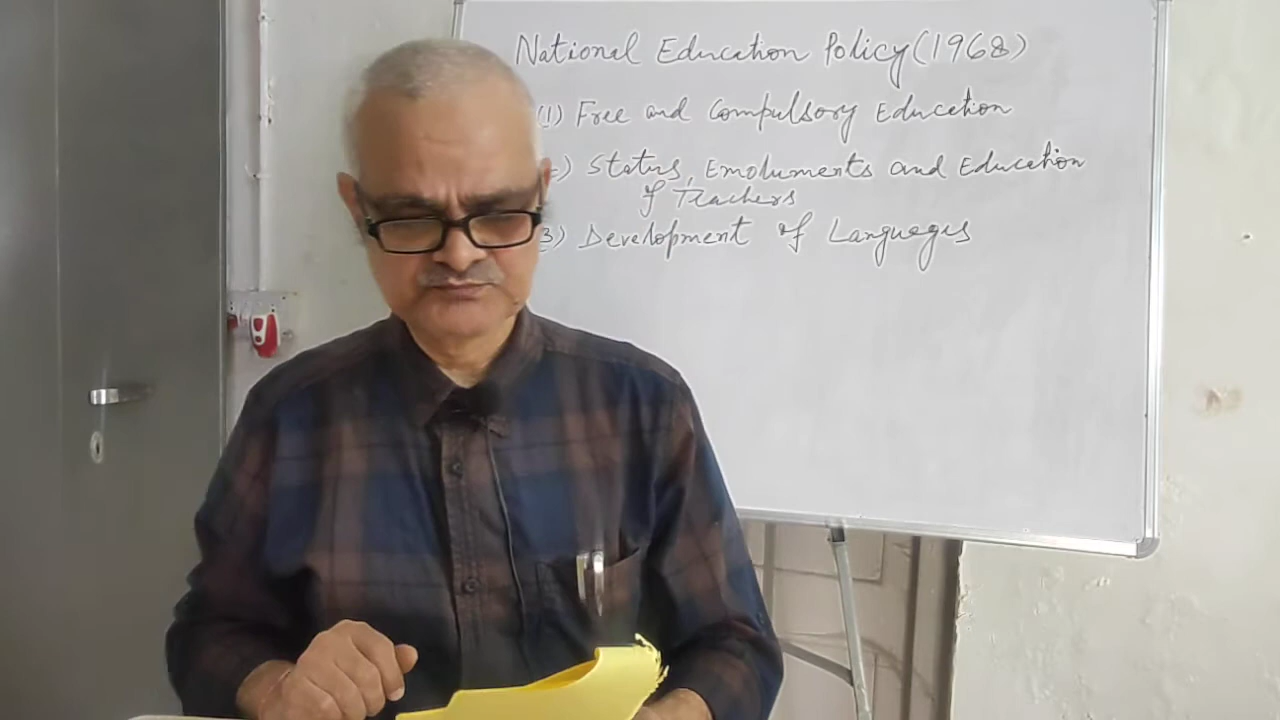 National Education Policy (1968)
(1) Free and Compulsory Education
) Status, Emoluments and Education
of Teachers
3) Development of Languages